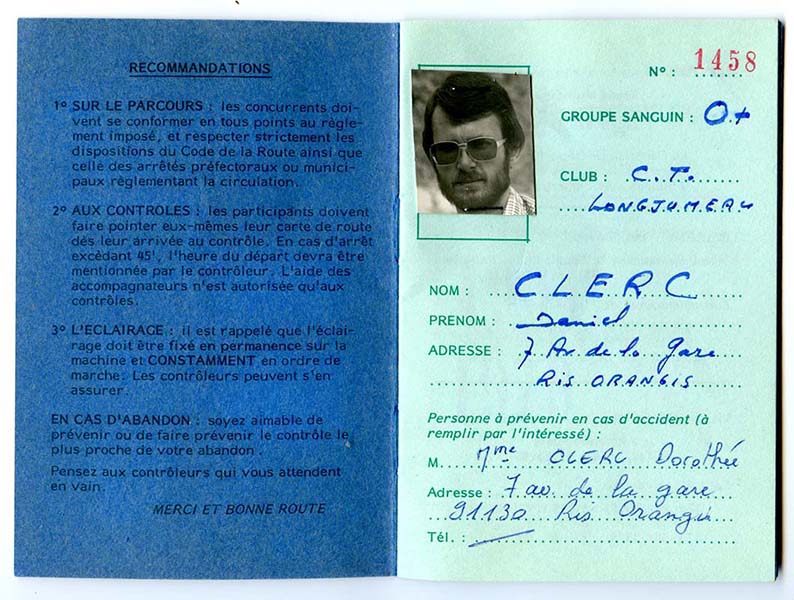 RECOMMANDATIONS
1º SUR LE PARCOURS : les concurrents doi-
vent se conformer en tous points au règle-
ment imposé, et respecter strictement les
dispositions du Code de la Route ainsi que
celle des arrêtés préfectoraux ou munici-
paux règlementant la circulation.
2º AUX CONTROLES : les participants doivent
faire pointer eux-mêmes leur carte de route
dés leur arrivée au contrôle. En cas d'arrêt
excédant 45', l'heure du départ devra être
mentionnée par le contrôleur. L'aide des
accompagnateurs n'est autorisée qu'aux
contrôles.
3º L'ECLAIRAGE : il est rappelé que l'éclai-
rage doit être fixé en permanence sur la
machine et CONSTAMMENT en ordre de
marche. Les contrôleurs peuvent s'en
assurer.
EN CAS D'ABANDON : soyez aimable de
prévenir ou de faire prévenir le contrôle le
plus proche de votre abandon.
Pensez aux contrôleurs qui vous attendent
en vain.
MERCI ET BONNE ROUTE
Nº : 1458
GROUPE SANGUIN : O+
CLUB : C.T.
LONGJUMEAU
NOM : CLERC
PRENOM : Daniel
ADRESSE : 7 Av. de la gare
RIS ORANGIS
Personne à prévenir en cas d'accident (à
remplir par l'intéressé) :
M. Mme CLERC Dorothée
Adresse : 7 av. de la gare
91130 Ris Orangis
Tél. :